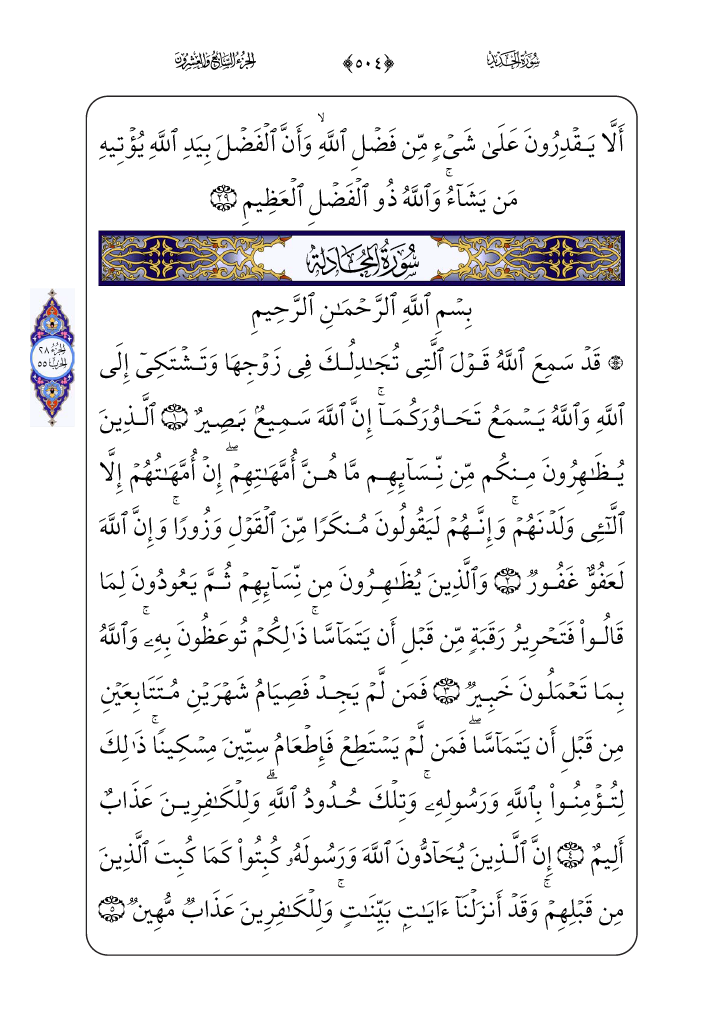 سُورَةُ الحَدِيدِ
﴿٥٠٤﴾
الجُزْءُ السَّابِعُ وَالعِشْرُونَ
أَلَّا يَقۡدِرُونَ عَلَىٰ شَيۡءٖ مِّن فَضۡلِ ٱللَّهِۙ وَأَنَّ ٱلۡفَضۡلَ بِيَدِ ٱللَّهِ يُؤۡتِيهِ
مَن يَشَآءُۚ وَٱللَّهُ ذُو ٱلۡفَضۡلِ ٱلۡعَظِيمِ ٢٩
سُورَةُ المُجَادلَةِ
بِسۡمِ ٱللَّهِ ٱلرَّحۡمَٰنِ ٱلرَّحِيمِ
۞ قَدۡ سَمِعَ ٱللَّهُ قَوۡلَ ٱلَّتِي تُجَٰدِلُكَ فِي زَوۡجِهَا وَتَشۡتَكِيٓ إِلَى
ٱللَّهِ وَٱللَّهُ يَسۡمَعُ تَحَاوُرَكُمَآۚ إِنَّ ٱللَّهَ سَمِيعُۢ بَصِيرٌ ١ ٱلَّذِينَ
يُظَٰهِرُونَ مِنكُم مِّن نِّسَآئِهِم مَّا هُنَّ أُمَّهَٰتِهِمۡۖ إِنۡ أُمَّهَٰتُهُمۡ إِلَّا
ٱلَّٰٓـِٔي وَلَدۡنَهُمۡۚ وَإِنَّهُمۡ لَيَقُولُونَ مُنكَرٗا مِّنَ ٱلۡقَوۡلِ وَزُورٗاۚ وَإِنَّ ٱللَّهَ
لَعَفُوٌّ غَفُورٞ ٢ وَٱلَّذِينَ يُظَٰهِرُونَ مِن نِّسَآئِهِمۡ ثُمَّ يَعُودُونَ لِمَا
قَالُواْ فَتَحۡرِيرُ رَقَبَةٖ مِّن قَبۡلِ أَن يَتَمَآسَّاۚ ذَٰلِكُمۡ تُوعَظُونَ بِهِۦۚ وَٱللَّهُ
بِمَا تَعۡمَلُونَ خَبِيرٞ ٣ فَمَن لَّمۡ يَجِدۡ فَصِيَامُ شَهۡرَيۡنِ مُتَتَابِعَيۡنِ
مِن قَبۡلِ أَن يَتَمَآسَّاۖ فَمَن لَّمۡ يَسۡتَطِعۡ فَإِطۡعَامُ سِتِّينَ مِسۡكِينٗاۚ ذَٰلِكَ
لِتُؤۡمِنُواْ بِٱللَّهِ وَرَسُولِهِۦۚ وَتِلۡكَ حُدُودُ ٱللَّهِۗ وَلِلۡكَٰفِرِينَ عَذَابٌ
أَلِيمٌ ٤ إِنَّ ٱلَّذِينَ يُحَآدُّونَ ٱللَّهَ وَرَسُولَهُۥ كُبِتُواْ كَمَا كُبِتَ ٱلَّذِينَ
مِن قَبۡلِهِمۡۚ وَقَدۡ أَنزَلۡنَآ ءَايَٰتِۭ بَيِّنَٰتٖۚ وَلِلۡكَٰفِرِينَ عَذَابٞ مُّهِينٞ ٥
الجزء ٢٨
الحزب ٥٥